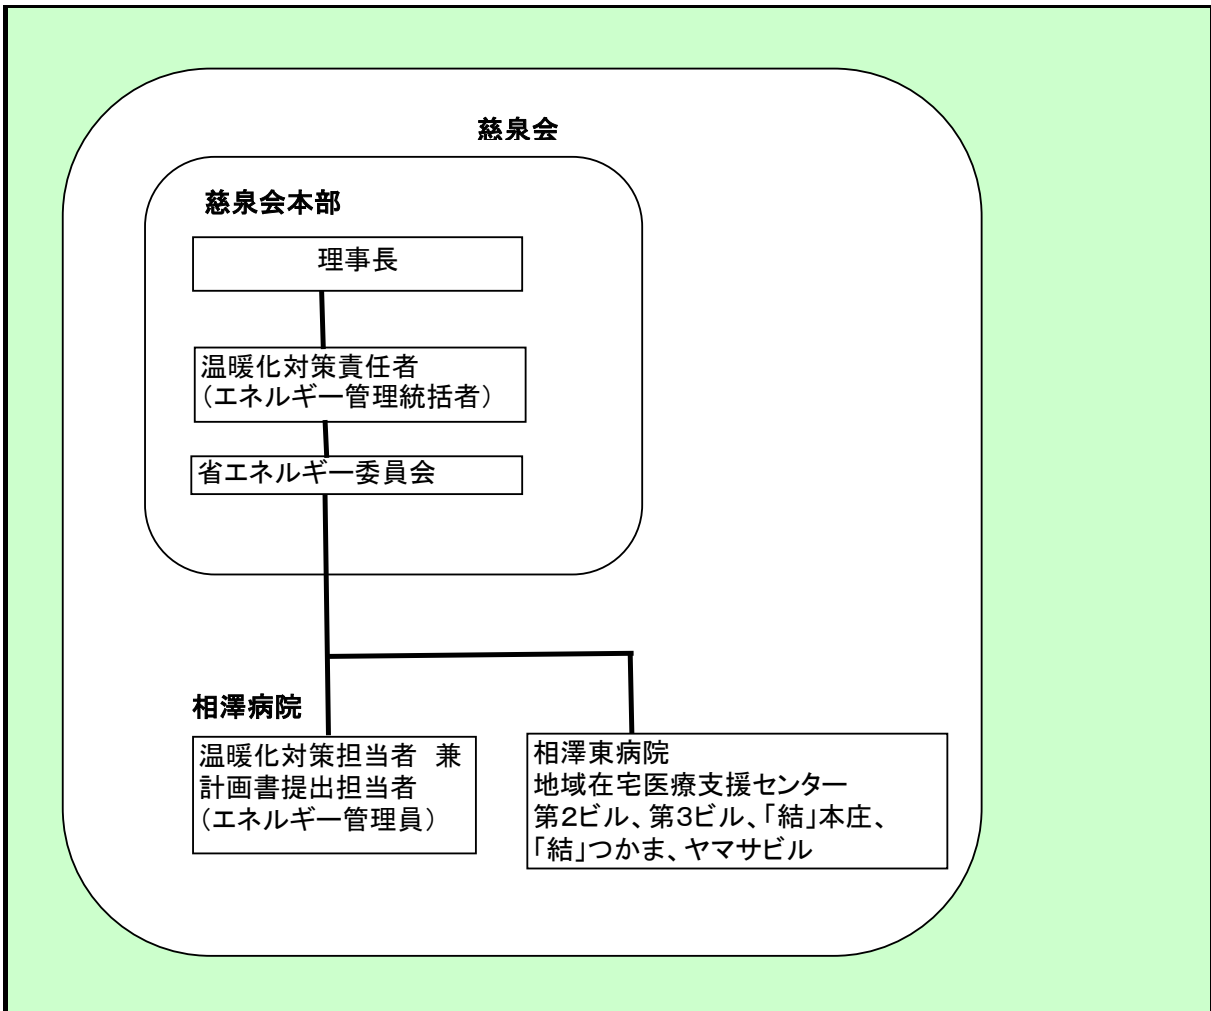 慈泉会
慈泉会本部
理事長
温暖化対策責任者
（エネルギー管理統括者）
省エネルギー委員会
相澤病院
温暖化対策担当者　兼
計画書提出担当者
（エネルギー管理員）
相澤東病院
地域在宅医療支援センター
第２ビル、第３ビル、「結」本庄、
「結」つかま、ヤマサビル